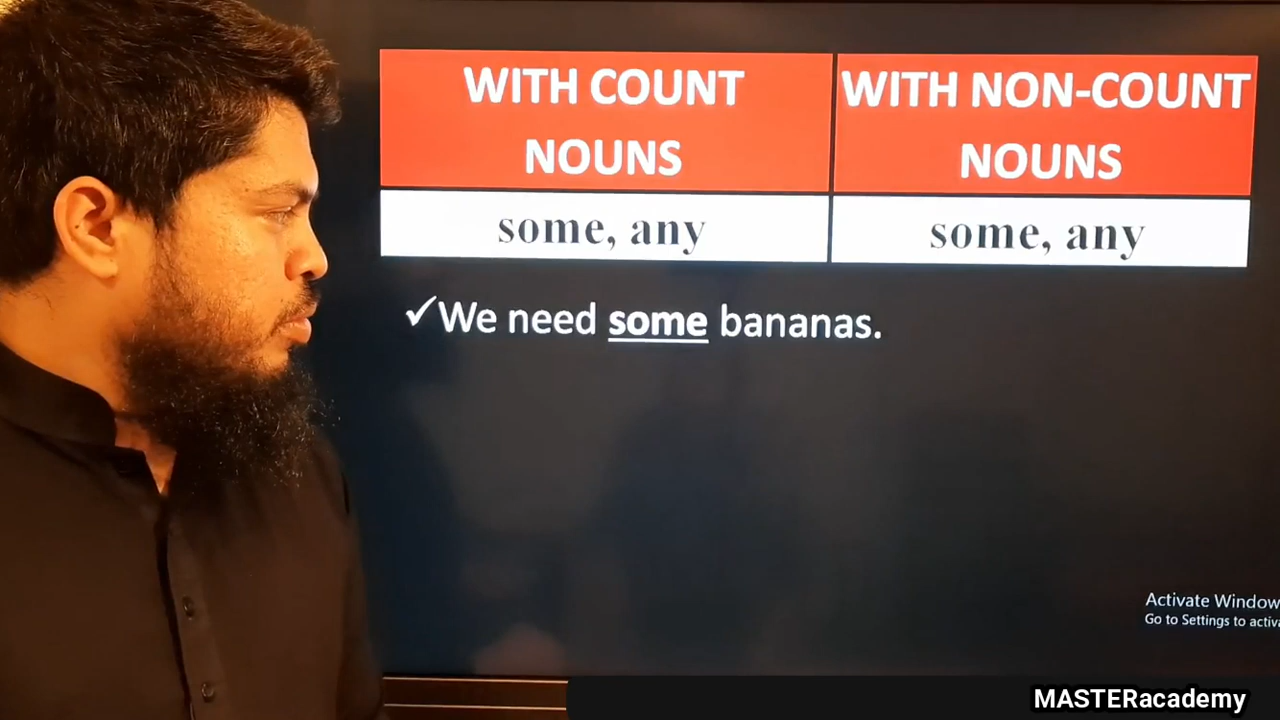 WITH COUNT
NOUNS
WITH NON-COUNT
NOUNS
some, any
some, any
✓We need some bananas.
Activate Window
Go to Settings to activa
MASTERacademy